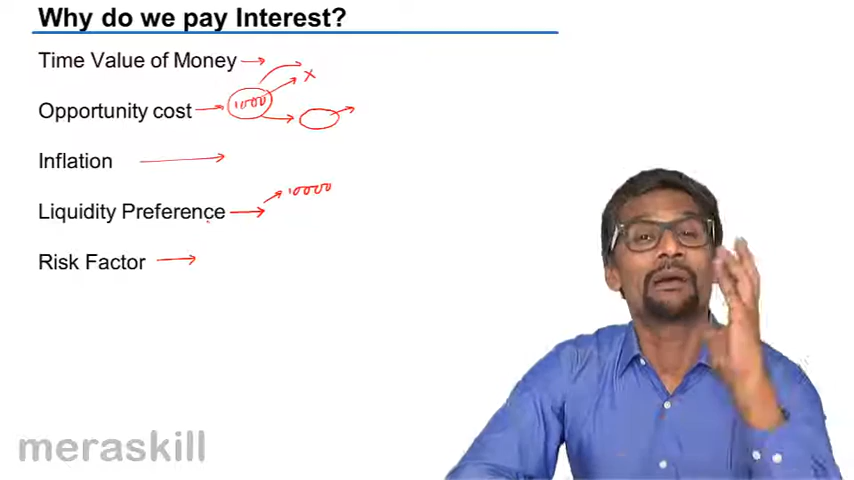 Why do we pay Interest?
Time Value of Money
Opportunity cost
1000
Inflation
Liquidity Preference
10000
Risk Factor
meraskill